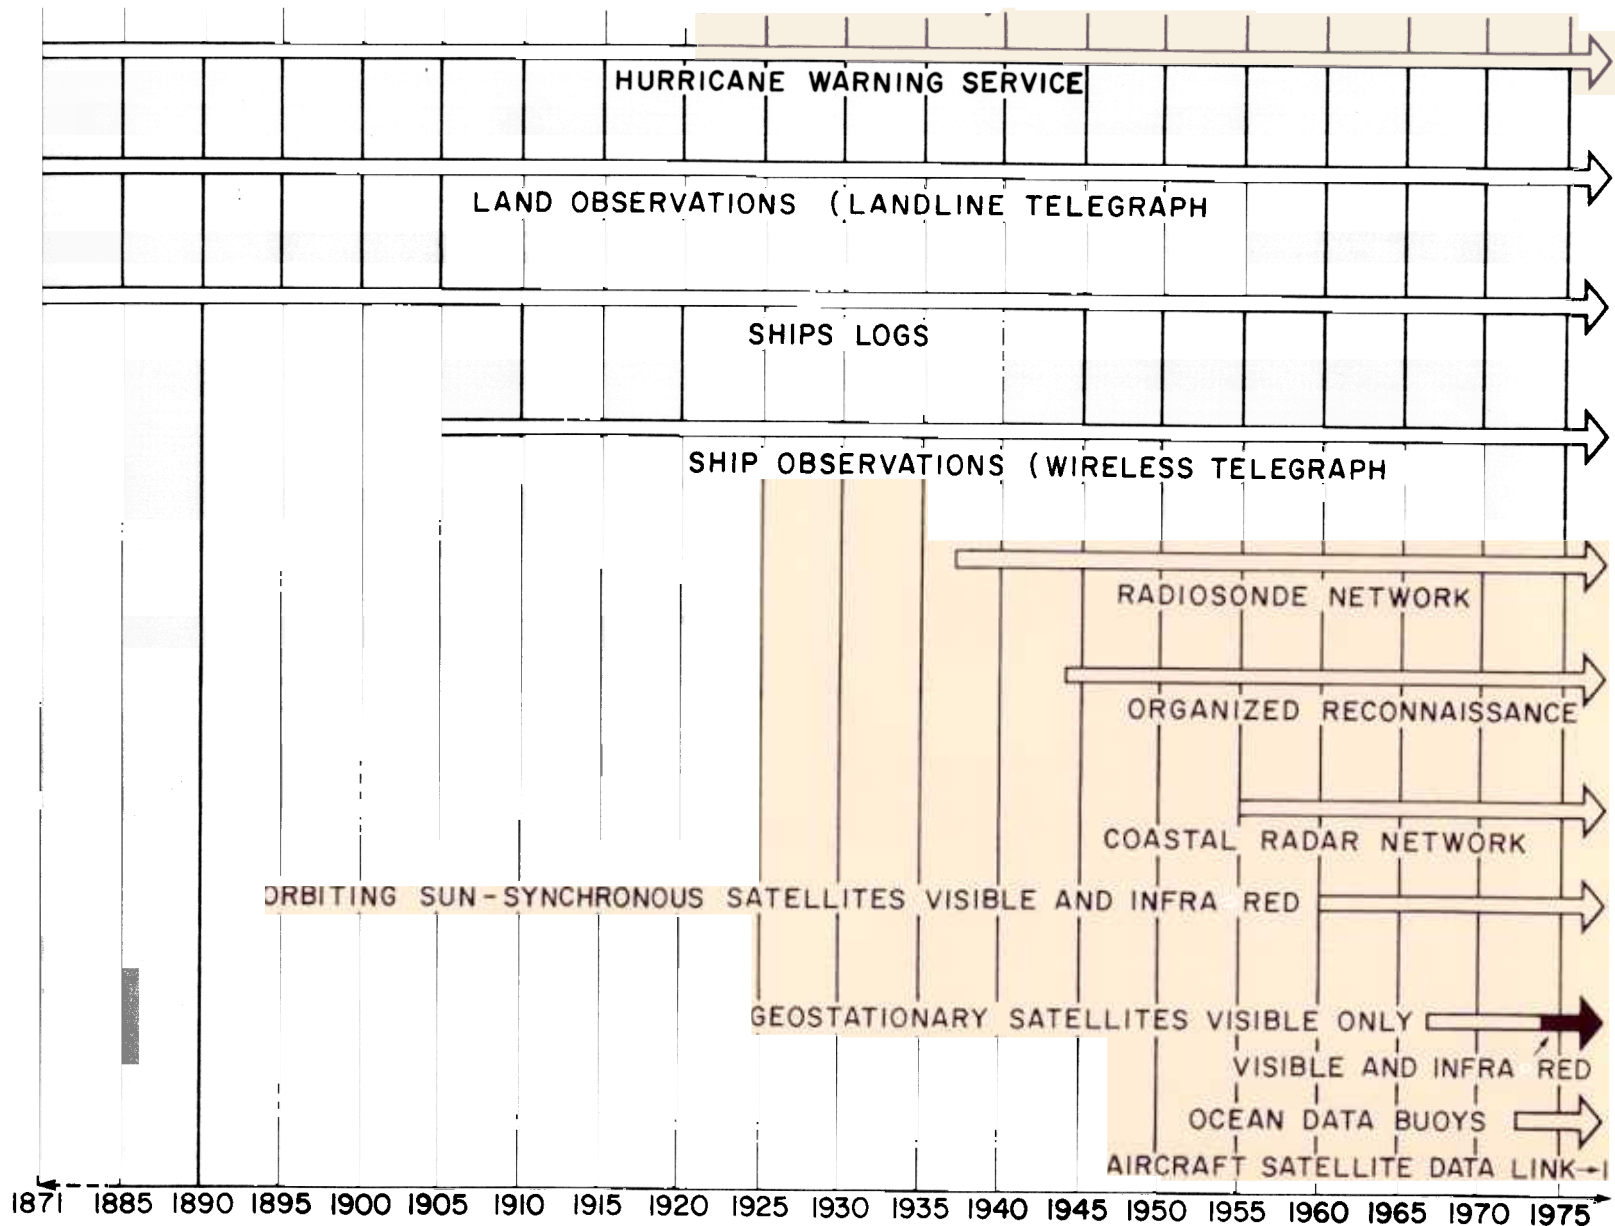 HURRICANE WARNING SERVICE
LAND OBSERVATIONS (LANDLINE TELEGRAPH
SHIPS LOGS
SHIP OBSERVATIONS (WIRELESS TELEGRAPH
RADIOSONDE NETWORK
ORGANIZED RECONNAISSANCE
COASTAL RADAR NETWORK
ORBITING SUN-SYNCHRONOUS SATELLITES VISIBLE AND INFRA RED
GEOSTATIONARY SATELLITES VISIBLE ONLY
VISIBLE AND INFRA RED
OCEAN DATA BUOYS
AIRCRAFT SATELLITE DATA LINK
1871 1885 1890 1895 1900 1905 1910 1915 1920 1925 1930 1935 1940 1945 1950 1955 1960 1965 1970 1975